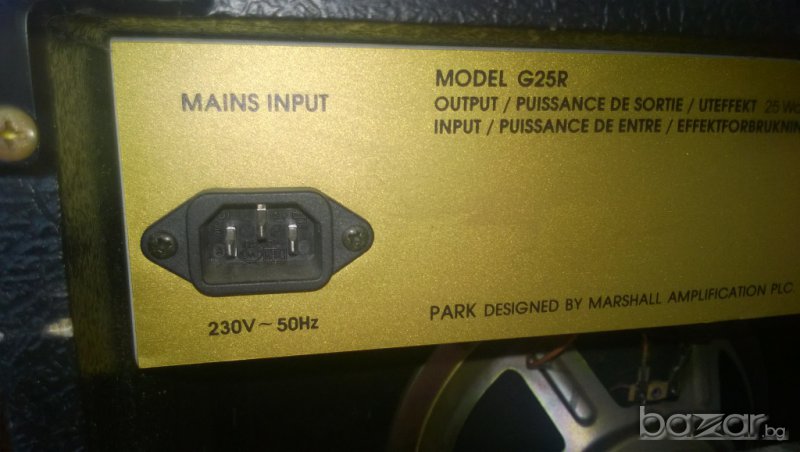 MODEL G25R
MAINS INPUT
OUTPUT / PUISSANCE DE SORTIE / UTEFFEKT 25
INPUT / PUISSANCE DE ENTRE / EFFEKTFORBRUKNIN
PARK DESIGNED BY MARSHALL AMPLIFICATION PLC.
230V ~ 50Hz
bazar.bg